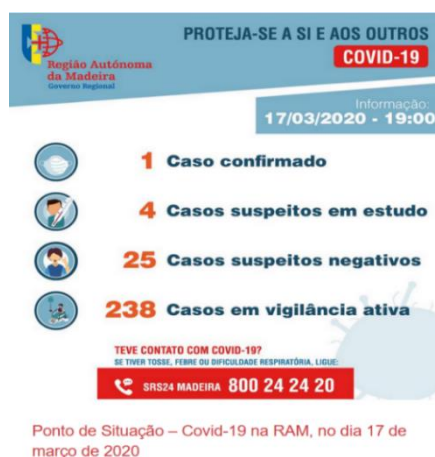 Região Autónoma
da Madeira
Governo Regional
PROTEJA-SE A SI E AOS OUTROS
COVID-19
Informação:
17/03/2020 - 19:00
1 Caso confirmado
4 Casos suspeitos em estudo
25 Casos suspeitos negativos
238 Casos em vigilância ativa
TEVE CONTATO COM COVID-19?
SE TIVER TOSSE, FEBRE OU DIFICULDADE RESPIRATÓRIA, LIGUE:
SRS24 MADEIRA 800 24 24 20
Ponto de Situação – Covid-19 na RAM, no dia 17 de
março de 2020